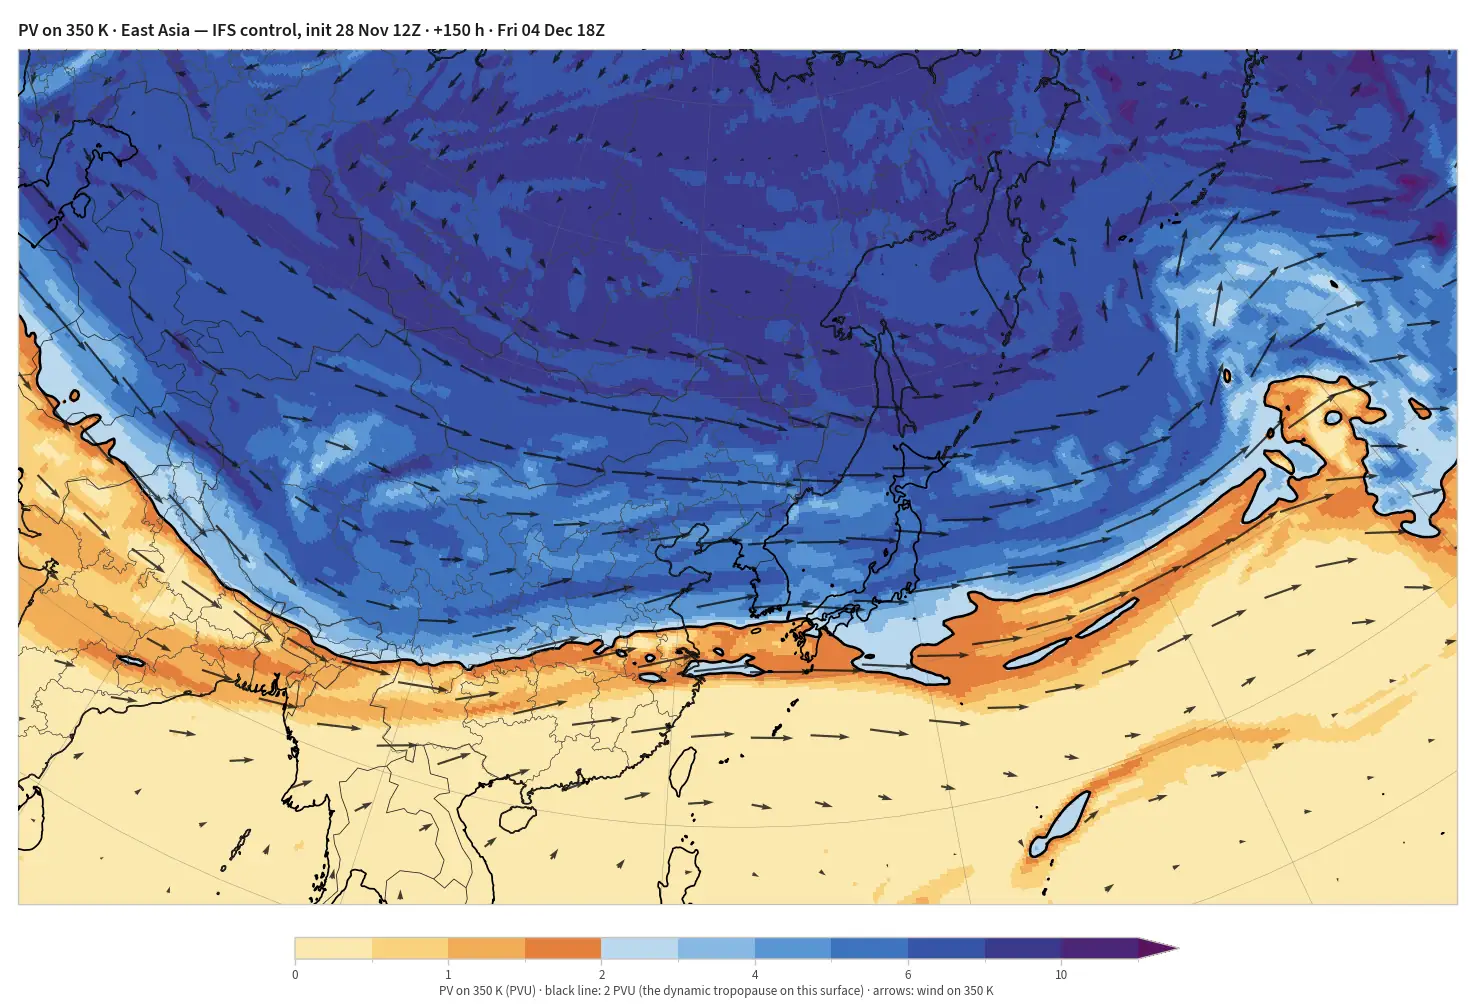 PV on 350 K · East Asia — IFS control, init 28 Nov 12Z · +150 h · Fri 04 Dec 18Z
0 1 2 4 6 10
PV on 350 K (PVU) · black line: 2 PVU (the dynamic tropopause on this surface) · arrows: wind on 350 K